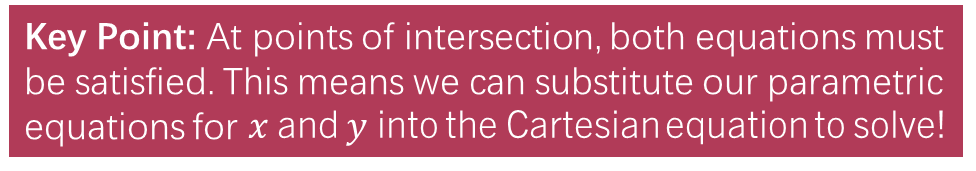 Key Point: At points of intersection, both equations must
be satisfied. This means we can substitute our parametric
equations for x and y into the Cartesian equation to solve!